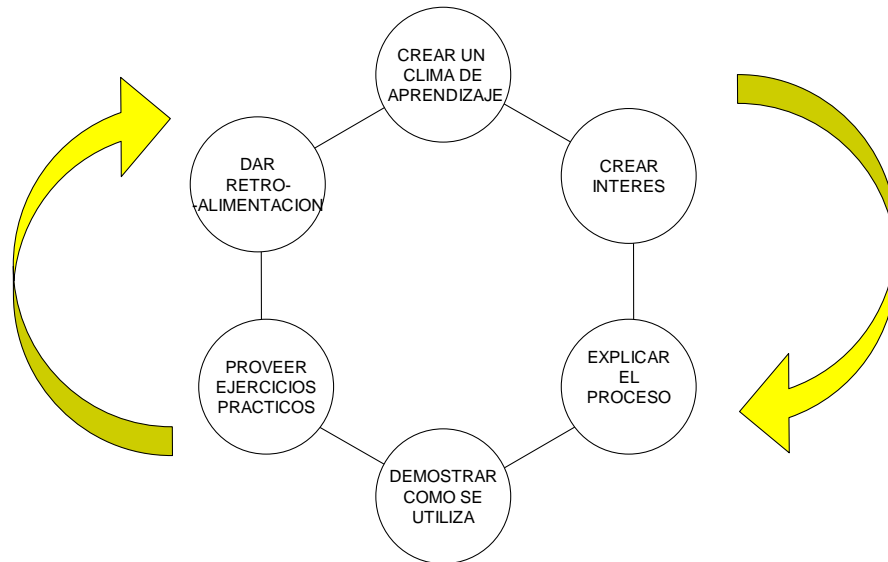 CREAR UN
CLIMA DE
APRENDIZAJE
CREAR
INTERES
EXPLICAR
EL
PROCESO
DEMOSTRAR
COMO SE
UTILIZA
PROVEER
EJERCICIOS
PRACTICOS
DAR
RETRO-
-ALIMENTACION